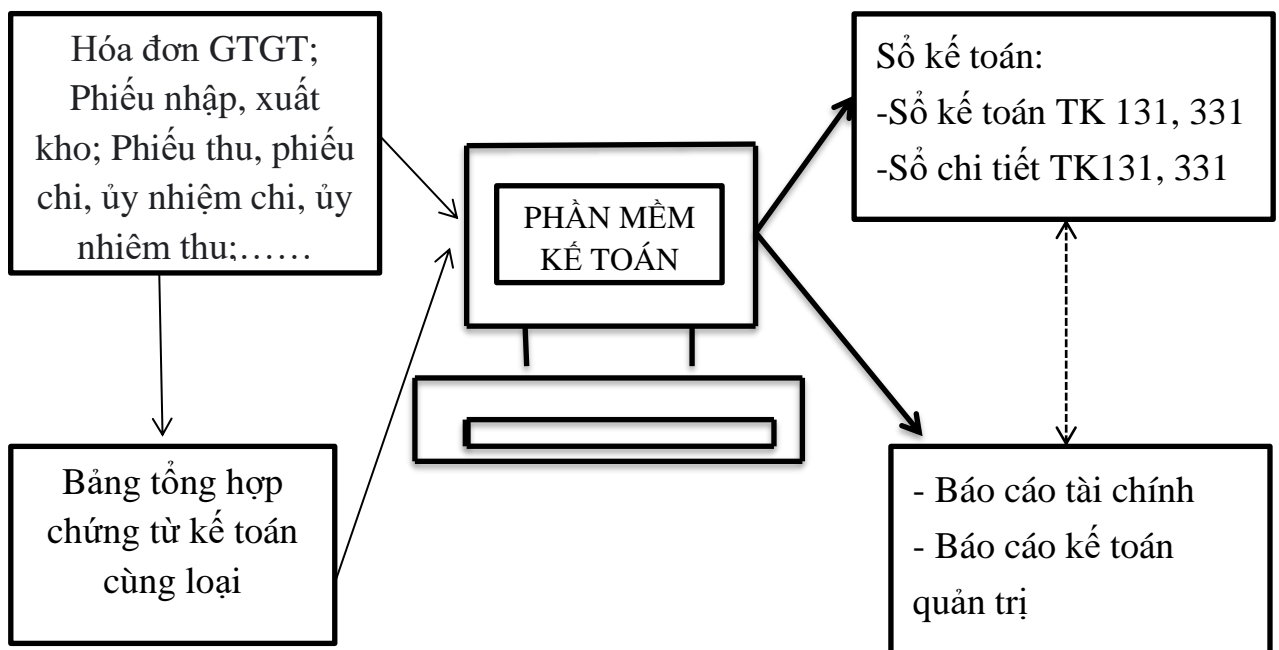 Hóa đơn GTGT;
Phiếu nhập, xuất
kho; Phiếu thu, phiếu
chi, ủy nhiệm chi, ủy
nhiêm thu;……
Bảng tổng hợp
chứng từ kế toán
cùng loại
PHẦN MỀM
KẾ TOÁN
Sổ kế toán:
-Sổ kế toán TK 131, 331
-Sổ chi tiết TK131, 331
- Báo cáo tài chính
- Báo cáo kế toán
quản trị